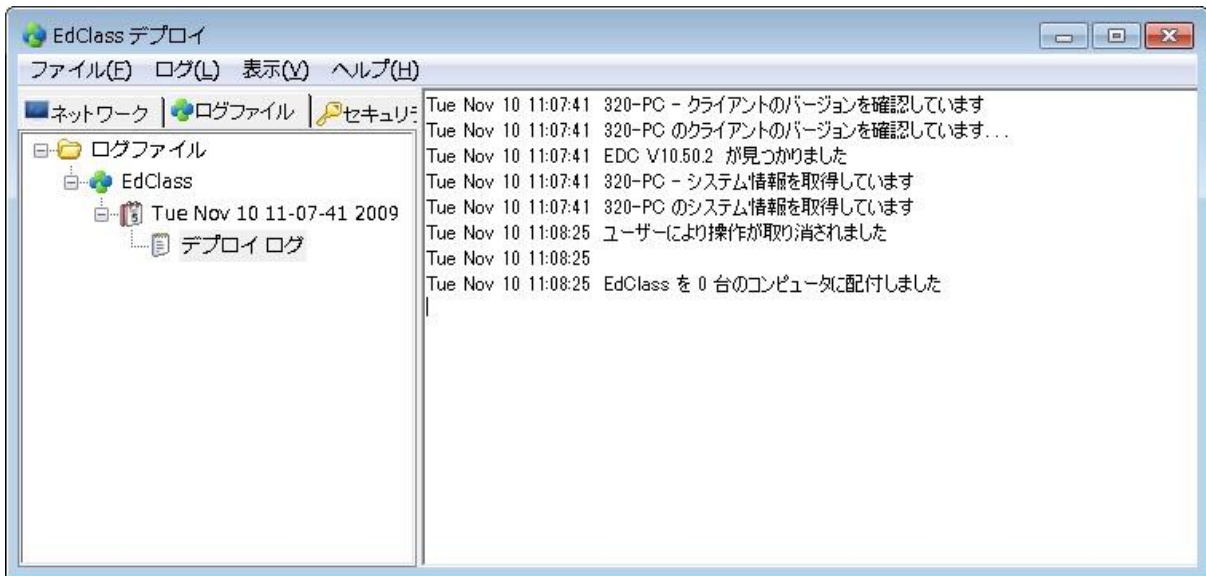 EdClass デプロイ
ファイル(F) ログ(L) 表示(V) ヘルプ(H)
ネットワーク ログファイル セキュリ
ログファイル
EdClass
Tue Nov 10 11-07-41 2009
デプロイ ログ
Tue Nov 10 11:07:41 320-PC - クライアントのバージョンを確認しています
Tue Nov 10 11:07:41 320-PC のクライアントのバージョンを確認しています...
Tue Nov 10 11:07:41 EDC V10.50.2 が見つかりました
Tue Nov 10 11:07:41 320-PC - システム情報を取得しています
Tue Nov 10 11:07:41 320-PC のシステム情報を取得しています
Tue Nov 10 11:08:25 ユーザーにより操作が取り消されました
Tue Nov 10 11:08:25
Tue Nov 10 11:08:25 EdClass を 0 台のコンピュータに配付しました